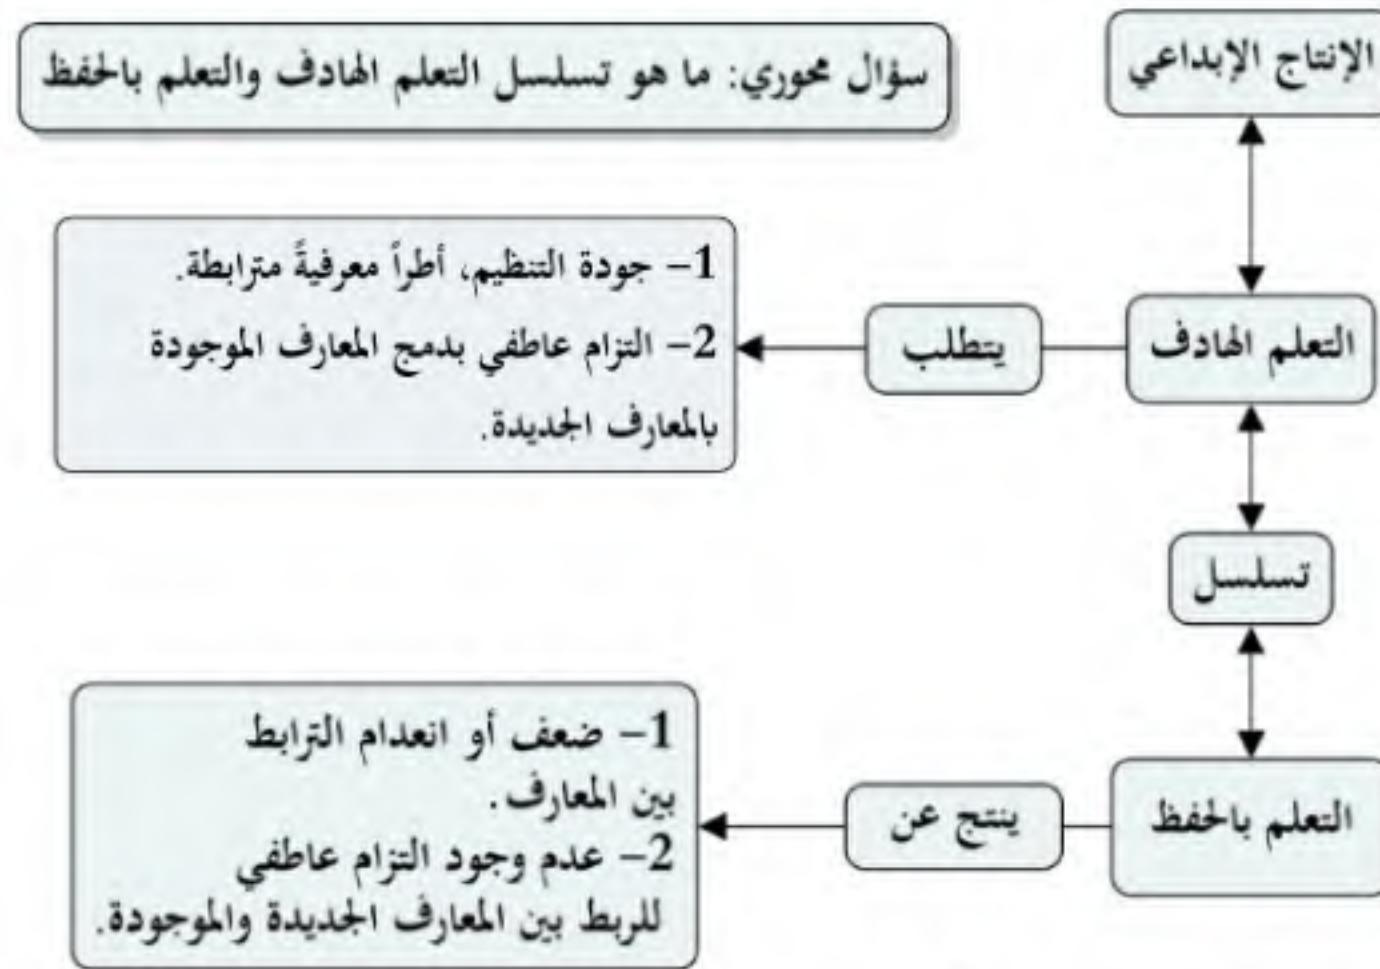 الإنتاج الإبداعي
سؤال محوري: ما هو تسلسل التعلم الهادف والتعلم بالحفظ
التعلم الهادف
يتطلب
1– جودة التنظيم، أطراً معرفيةً مترابطة.
2– التزام عاطفي بدمج المعارف الموجودة
بالمعارف الجديدة.
تسلسل
التعلم بالحفظ
ينتج عن
1– ضعف أو انعدام الترابط
بين المعارف.
2– عدم وجود التزام عاطفي
للربط بين المعارف الجديدة والموجودة.